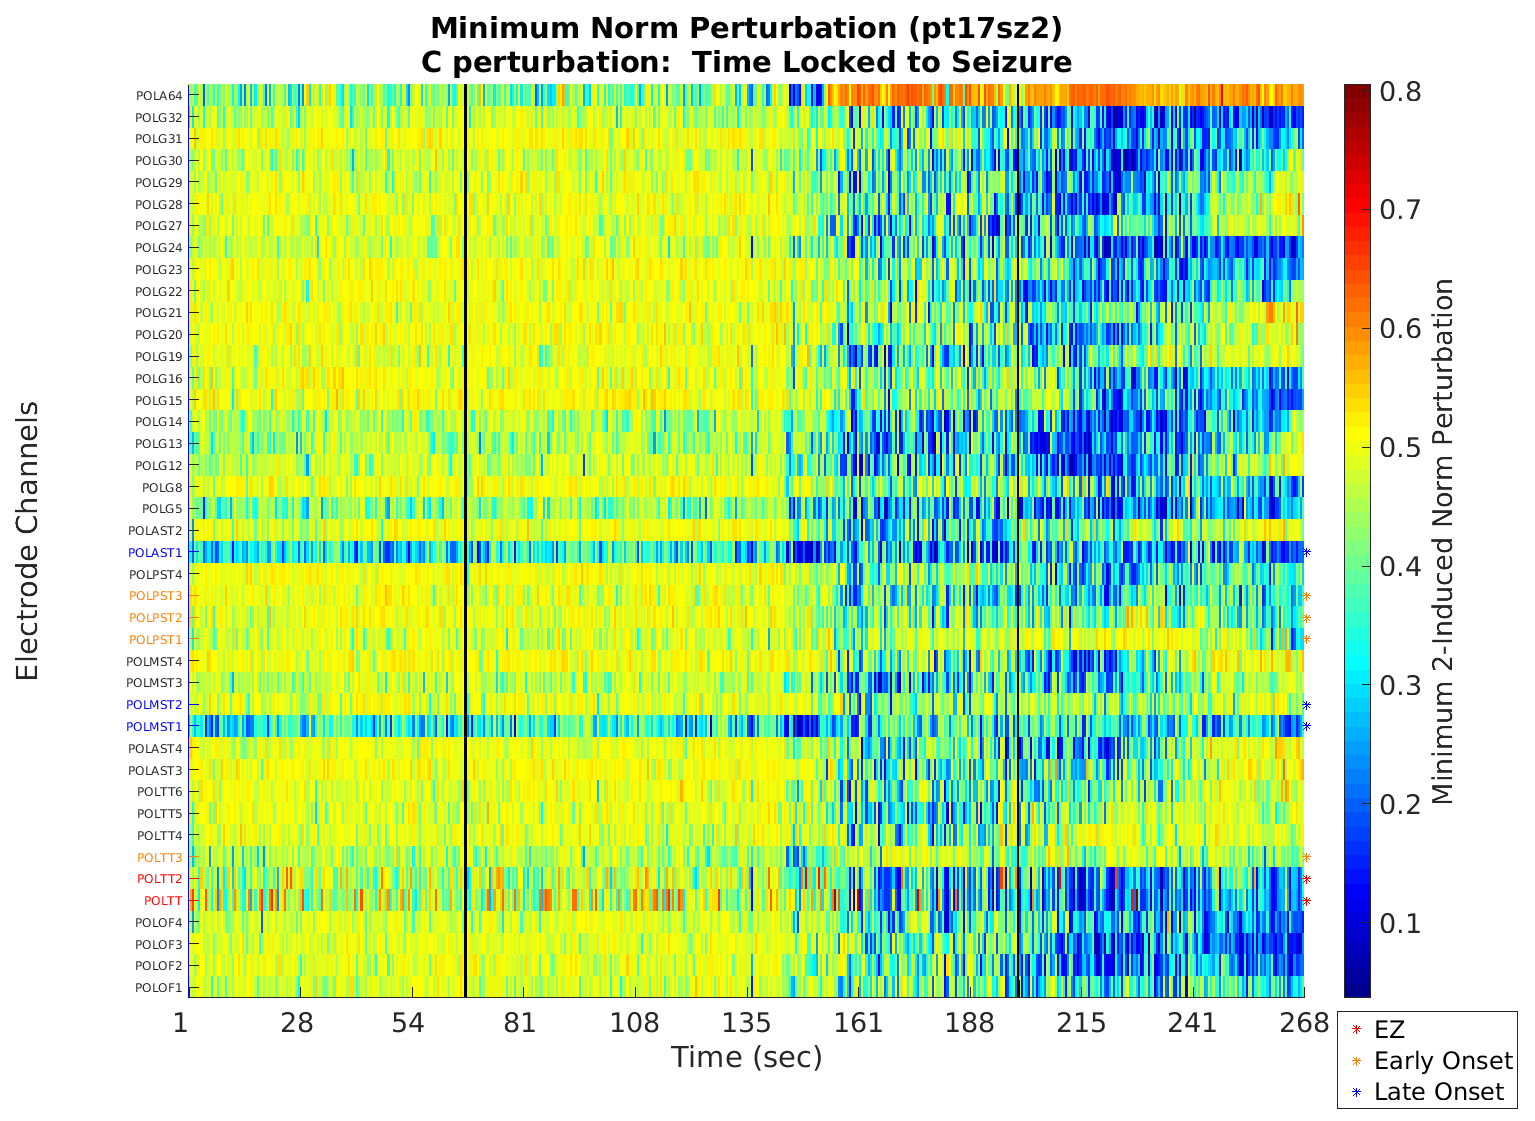 Minimum Norm Perturbation (pt17sz2)
C perturbation:  Time Locked to Seizure
Electrode Channels
POLA64
POLG32
POLG31
POLG30
POLG29
POLG28
POLG27
POLG24
POLG23
POLG22
POLG21
POLG20
POLG19
POLG16
POLG15
POLG14
POLG13
POLG12
POLG8
POLG5
POLAST2
POLAST1
POLPST4
POLPST3
POLPST2
POLPST1
POLMST4
POLMST3
POLMST2
POLMST1
POLAST4
POLAST3
POLTT6
POLTT5
POLTT4
POLTT3
POLTT2
POLTT
POLOF4
POLOF3
POLOF2
POLOF1
1 28 54 81 108 135 161 188 215 241 268
Time (sec)
0.8
0.7
0.6
0.5
0.4
0.3
0.2
0.1
Minimum 2-Induced Norm Perturbation
EZ
Early Onset
Late Onset